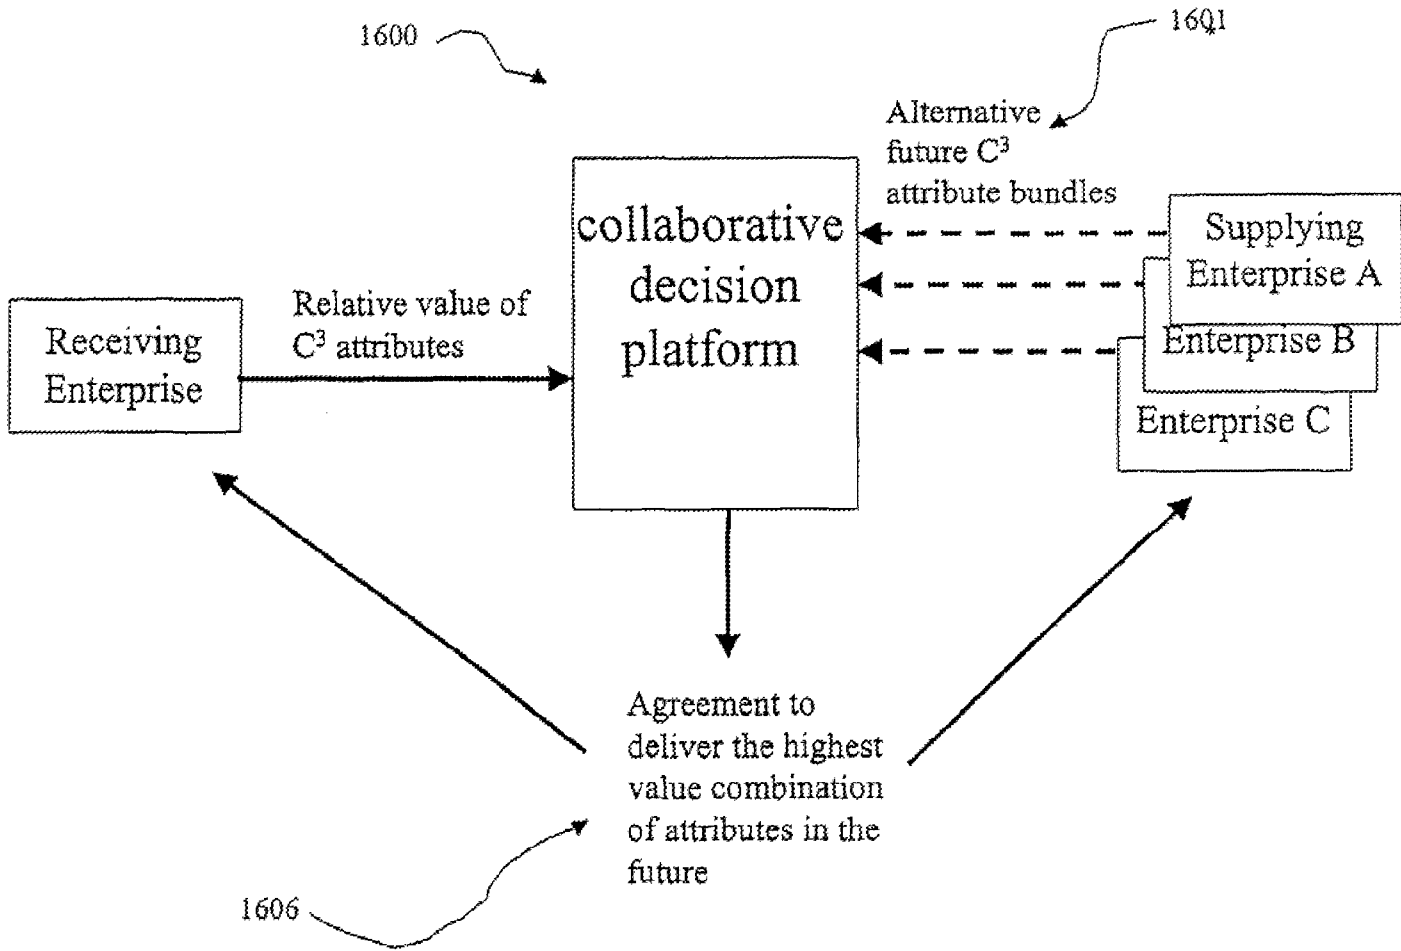 1600
1601
Alternative
future C³
attribute bundles
collaborative
decision
platform
Supplying
Enterprise A
Enterprise B
Enterprise C
Relative value of
C³ attributes
Receiving
Enterprise
Agreement to
deliver the highest
value combination
of attributes in the
future
1606